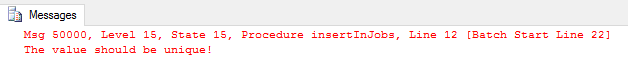 Messages
Msg 50000, Level 15, State 15, Procedure insertInJobs, Line 12 [Batch Start Line 22]
The value should be unique!